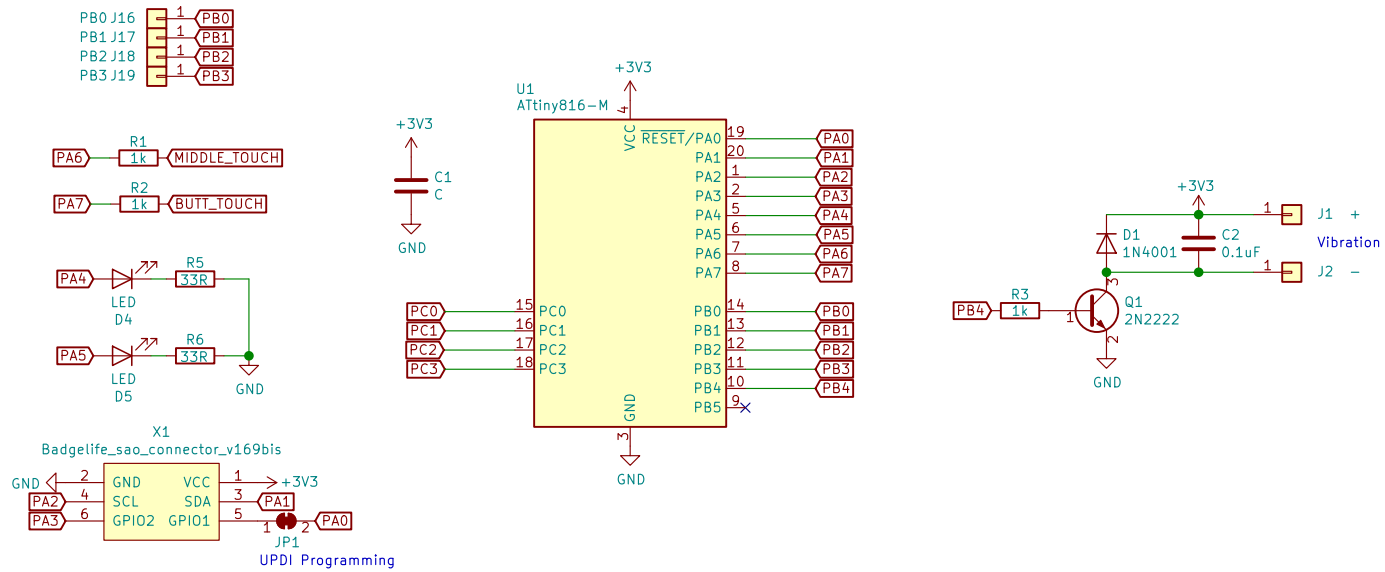 PB0 J16 1 PB0
PB1 J17 1 PB1
PB2 J18 1 PB2
PB3 J19 1 PB3
R1
PA6 1k MIDDLE_TOUCH
R2
PA7 1k BUTT_TOUCH
R5
PA4 33R
LED
D4
R6
PA5 33R
LED
D5
GND
X1
Badgelife_sao_connector_v169bis
GND 2 GND VCC 1 +3V3
PA2 4 SCL SDA 3 PA1
PA3 6 GPIO2 GPIO1 5 1 2 PA0
JP1
UPDI Programming
+3V3
C1
C
GND
U1
ATtiny816-M
+3V3
4
VCC
RESET/PA0 19 PA0
PA1 20 PA1
PA2 1 PA2
PA3 2 PA3
PA4 5 PA4
PA5 6 PA5
PA6 7 PA6
PA7 8 PA7
PC0 15 PC0 PB0 14 PB0
PC1 16 PC1 PB1 13 PB1
PC2 17 PC2 PB2 12 PB2
PC3 18 PC3 PB3 11 PB3
PB4 10 PB4
PB5 9
GND
3
GND
+3V3
1 J1 +
D1
1N4001
C2
0.1uF
Vibration
1 J2 -
3
R3
PB4 1k 1
Q1
2N2222
2
GND